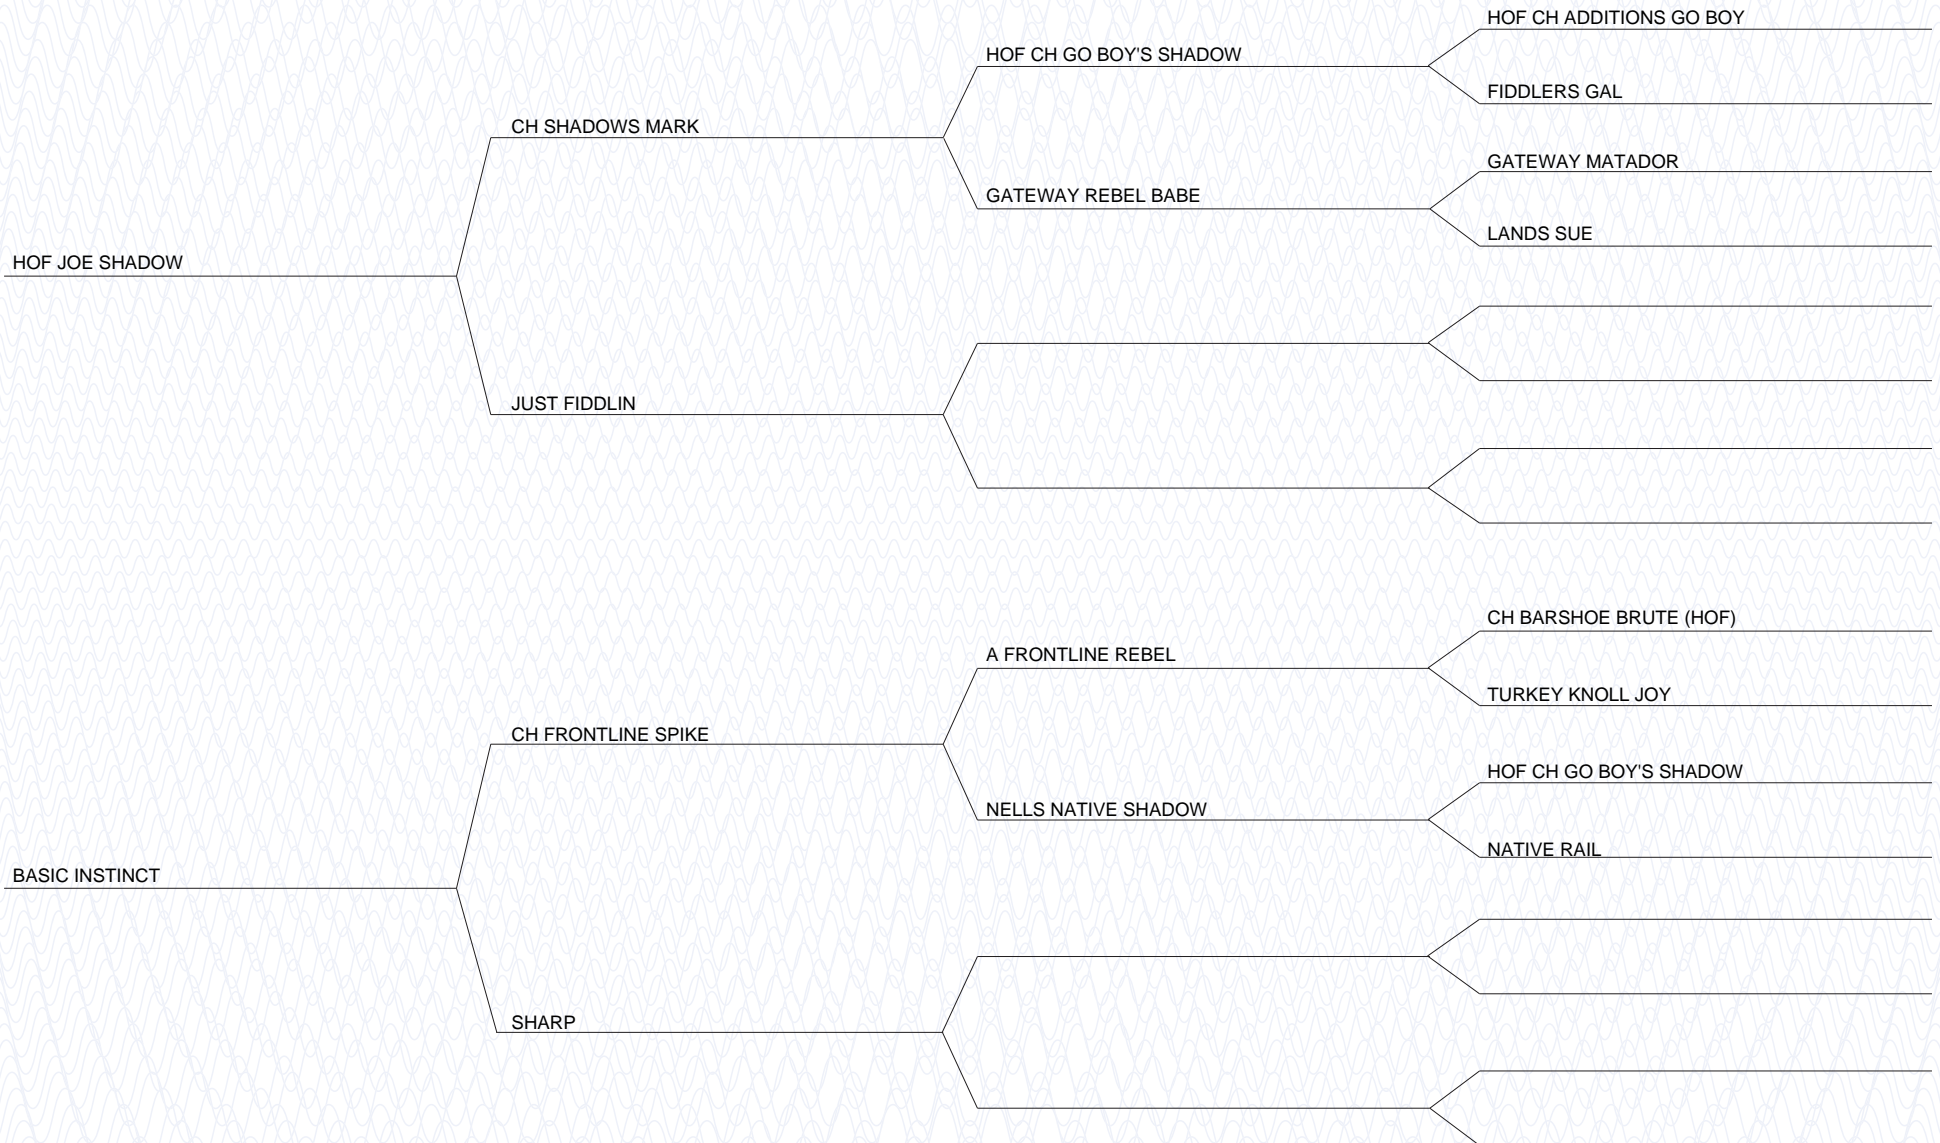 HOF CH ADDITIONS GO BOY
HOF CH GO BOY'S SHADOW
FIDDLERS GAL
CH SHADOWS MARK
GATEWAY MATADOR
GATEWAY REBEL BABE
LANDS SUE
HOF JOE SHADOW
JUST FIDDLIN
CH BARSHOE BRUTE (HOF)
A FRONTLINE REBEL
TURKEY KNOLL JOY
CH FRONTLINE SPIKE
HOF CH GO BOY'S SHADOW
NELLS NATIVE SHADOW
NATIVE RAIL
BASIC INSTINCT
SHARP